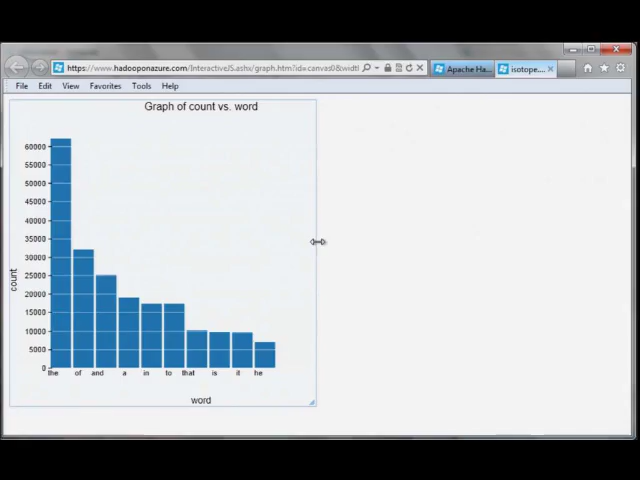 https://www.hadooponazure.com/InteractiveJS.ashx/graph.htm?id=canvas0&widtl
Apache Ha...
isotope....
File Edit View Favorites Tools Help
Graph of count vs. word
60000
55000
50000
45000
40000
35000
30000
25000
20000
15000
10000
5000
0
count
the of and a in to that is it he
word